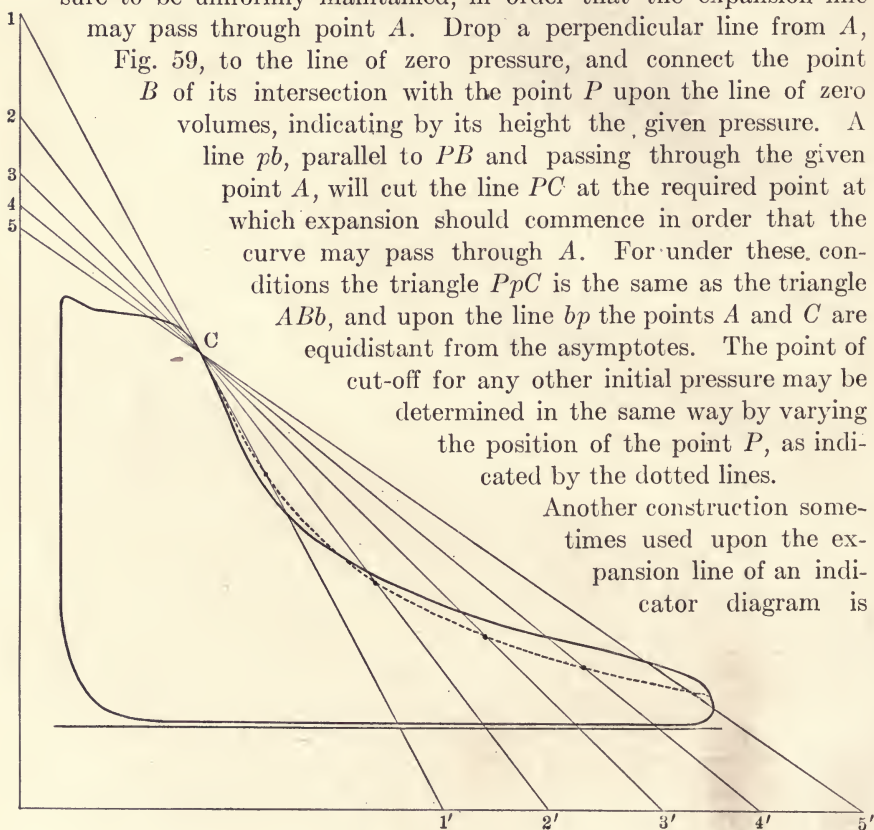 sure to be uniformly maintained, in order that the expansion line
may pass through point A. Drop a perpendicular line from A,
Fig. 59, to the line of zero pressure, and connect the point
B of its intersection with the point P upon the line of zero
volumes, indicating by its height the given pressure. A
line pb, parallel to PB and passing through the given
point A, will cut the line PC at the required point at
which expansion should commence in order that the
curve may pass through A. For under these conditions
the triangle PpC is the same as the triangle
ABb, and upon the line bp the points A and C are
equidistant from the asymptotes. The point of
cut-off for any other initial pressure may be
determined in the same way by varying
the position of the point P, as indi-
cated by the dotted lines.
Another construction some-
times used upon the ex-
pansion line of an indi-
cator diagram is
1
2
3
4
5
C
1'
2'
3'
4'
5'